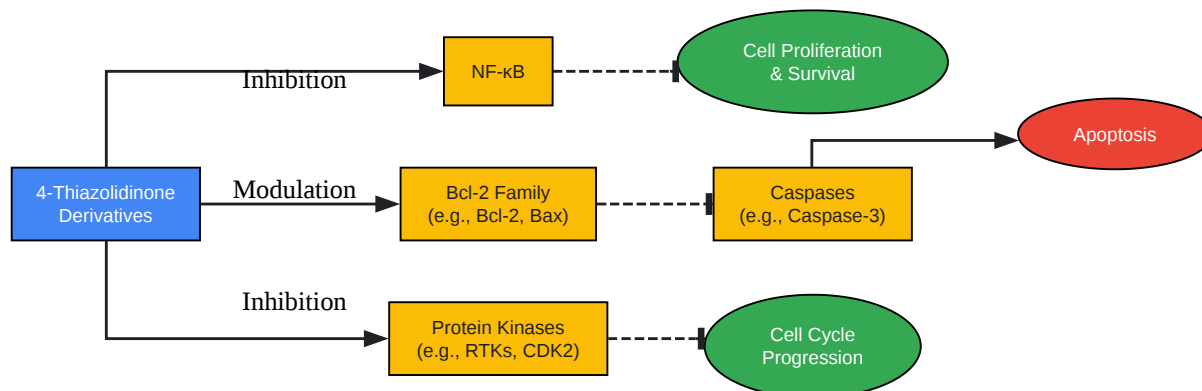 Cell Proliferation
& Survival
Inhibition
NF-κB
Apoptosis
4-Thiazolidinone
Derivatives
Modulation
Bcl-2 Family
(e.g., Bcl-2, Bax)
Caspases
(e.g., Caspase-3)
Inhibition
Protein Kinases
(e.g., RTKs, CDK2)
Cell Cycle
Progression